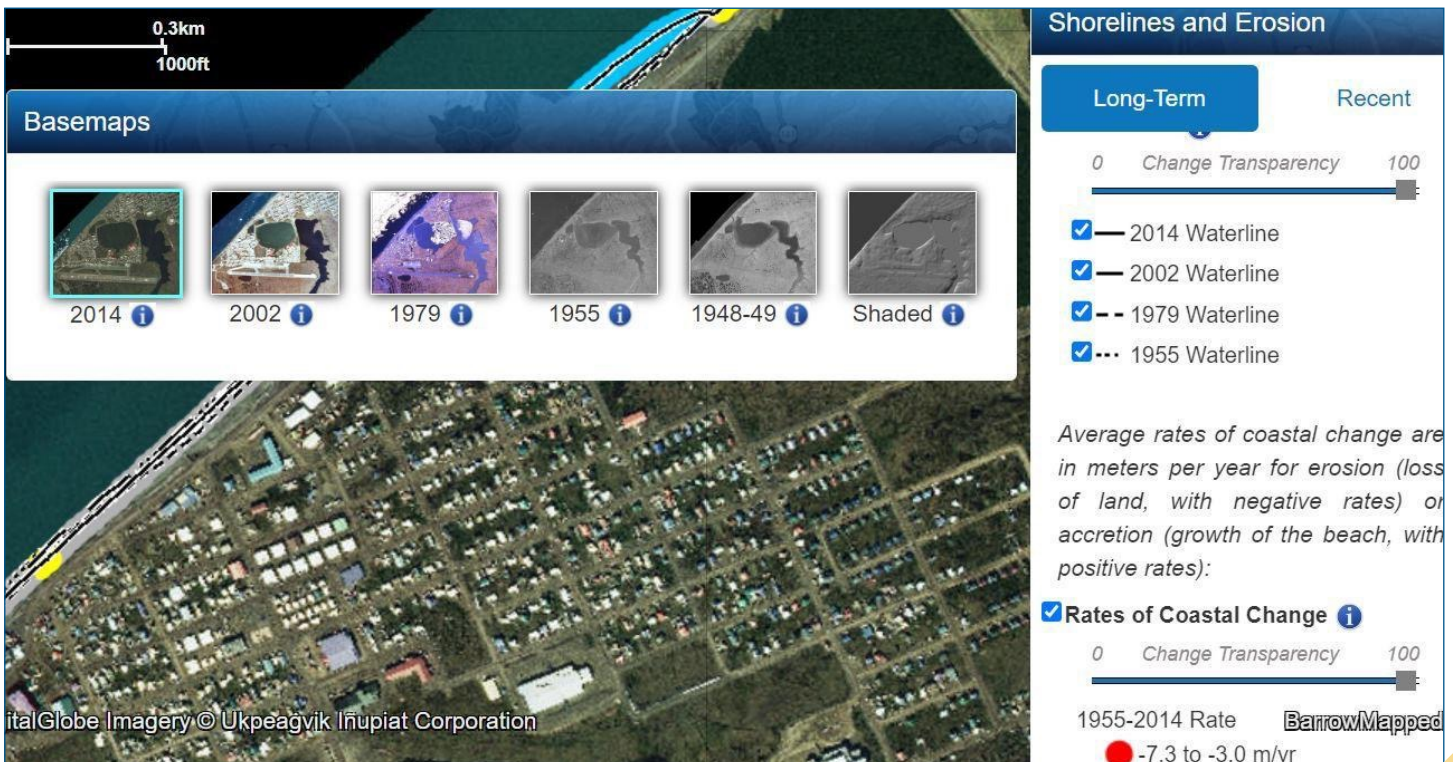 0.3km
1000ft
Basemaps
2014
2002
1979
1955
1948-49
Shaded
italGlobe Imagery © Ukpeaġvik Iñupiat Corporation
Shorelines and Erosion
Long-Term Recent
0 Change Transparency 100
2014 Waterline
2002 Waterline
1979 Waterline
1955 Waterline
Average rates of coastal change are
in meters per year for erosion (loss
of land, with negative rates) or
accretion (growth of the beach, with
positive rates):
Rates of Coastal Change
0 Change Transparency 100
1955-2014 Rate BarrowMapped
-7.3 to -3.0 m/yr